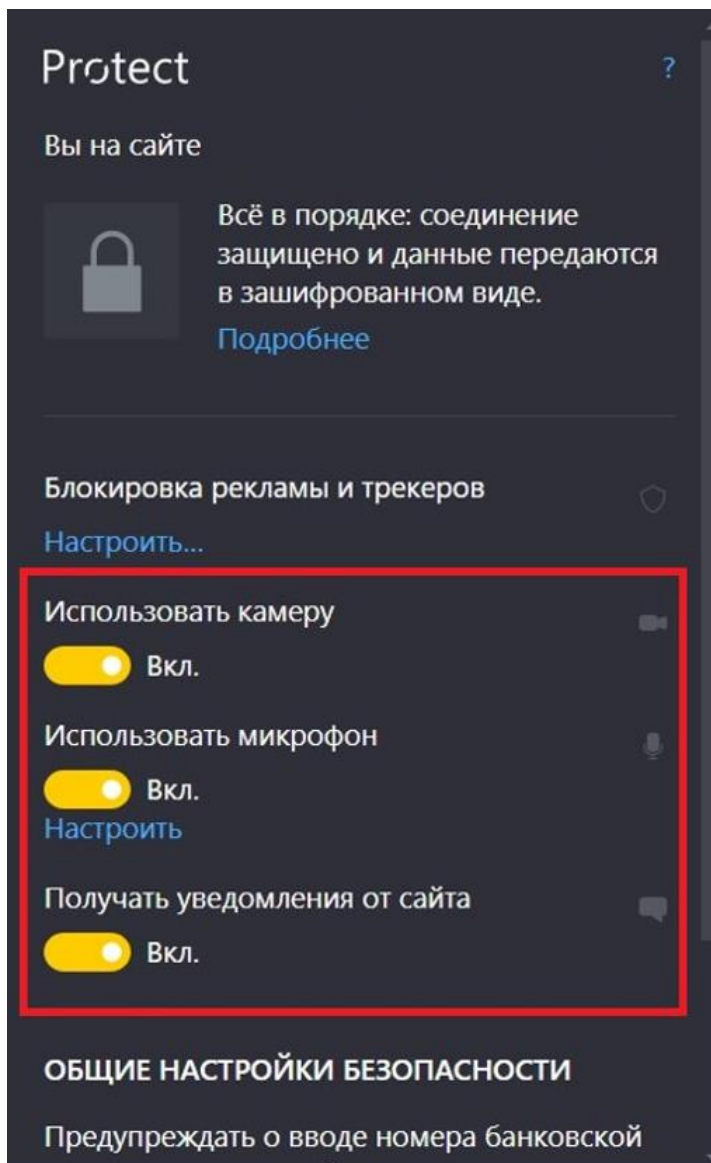 Protect
?
Вы на сайте
Всё в порядке: соединение
защищено и данные передаются
в зашифрованном виде.
Подробнее
Блокировка рекламы и трекеров
Настроить...
Использовать камеру
Вкл.
Использовать микрофон
Вкл.
Настроить
Получать уведомления от сайта
Вкл.
ОБЩИЕ НАСТРОЙКИ БЕЗОПАСНОСТИ
Предупреждать о вводе номера банковской